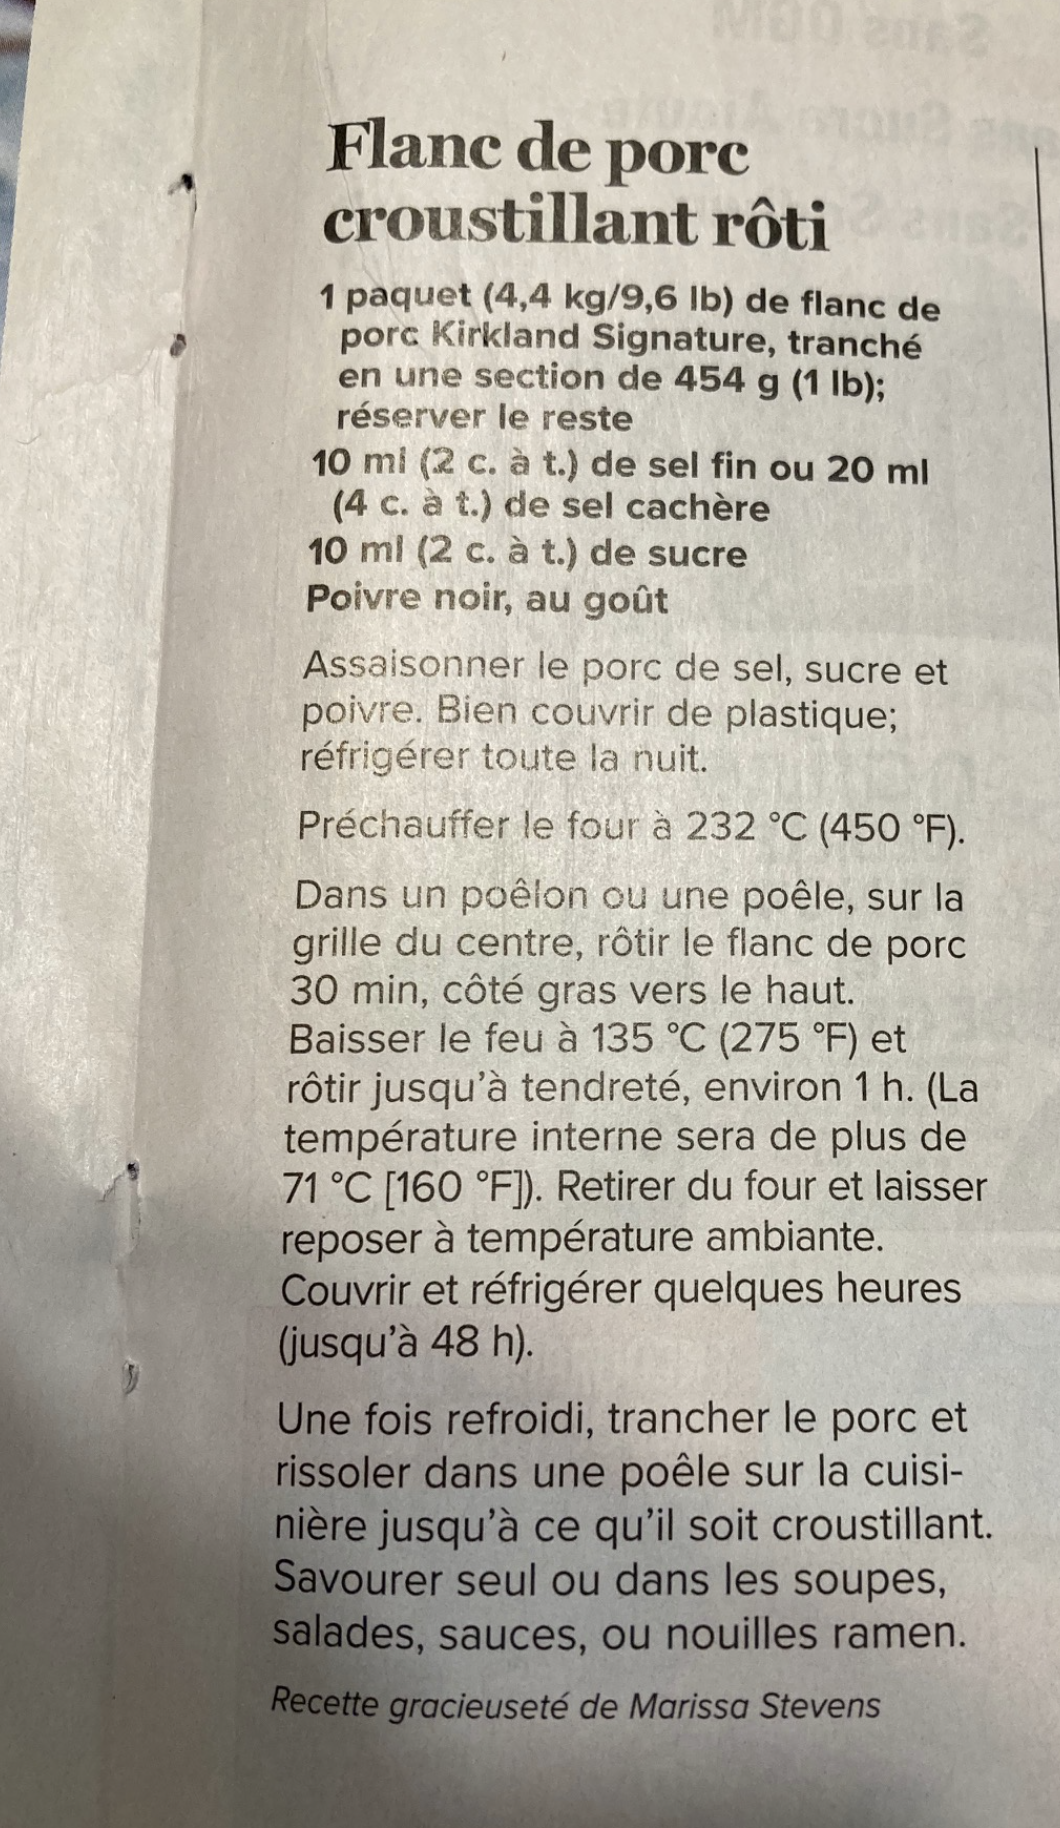 Flanc de porc
croustillant rôti
1 paquet (4,4 kg/9,6 lb) de flanc de
porc Kirkland Signature, tranché
en une section de 454 g (1 lb);
réserver le reste
10 ml (2 c. à t.) de sel fin ou 20 ml
(4 c. à t.) de sel cachère
10 ml (2 c. à t.) de sucre
Poivre noir, au goût
Assaisonner le porc de sel, sucre et
poivre. Bien couvrir de plastique;
réfrigérer toute la nuit.
Préchauffer le four à 232 °C (450 °F).
Dans un poêlon ou une poêle, sur la
grille du centre, rôtir le flanc de porc
30 min, côté gras vers le haut.
Baisser le feu à 135 °C (275 °F) et
rôtir jusqu'à tendreté, environ 1 h. (La
température interne sera de plus de
71 °C [160 °F]). Retirer du four et laisser
reposer à température ambiante.
Couvrir et réfrigérer quelques heures
(jusqu'à 48 h).
Une fois refroidi, trancher le porc et
rissoler dans une poêle sur la cuisi-
nière jusqu'à ce qu'il soit croustillant.
Savourer seul ou dans les soupes,
salades, sauces, ou nouilles ramen.
Recette gracieuseté de Marissa Stevens